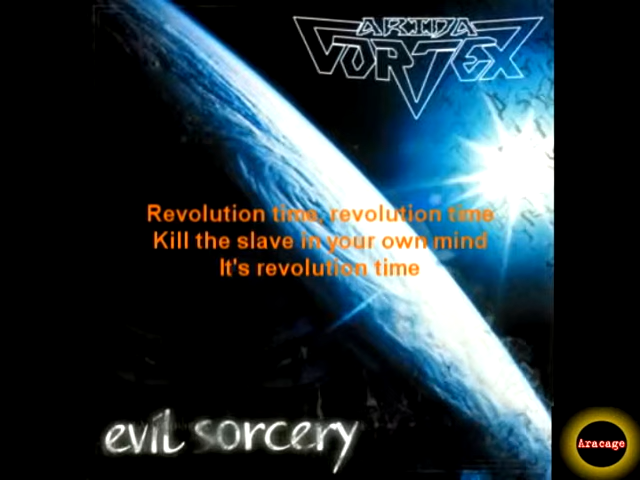 ARIDA
VORTEX
Revolution time, revolution time
Kill the slave in your own mind
It's revolution time
evil sorcery
Aracage